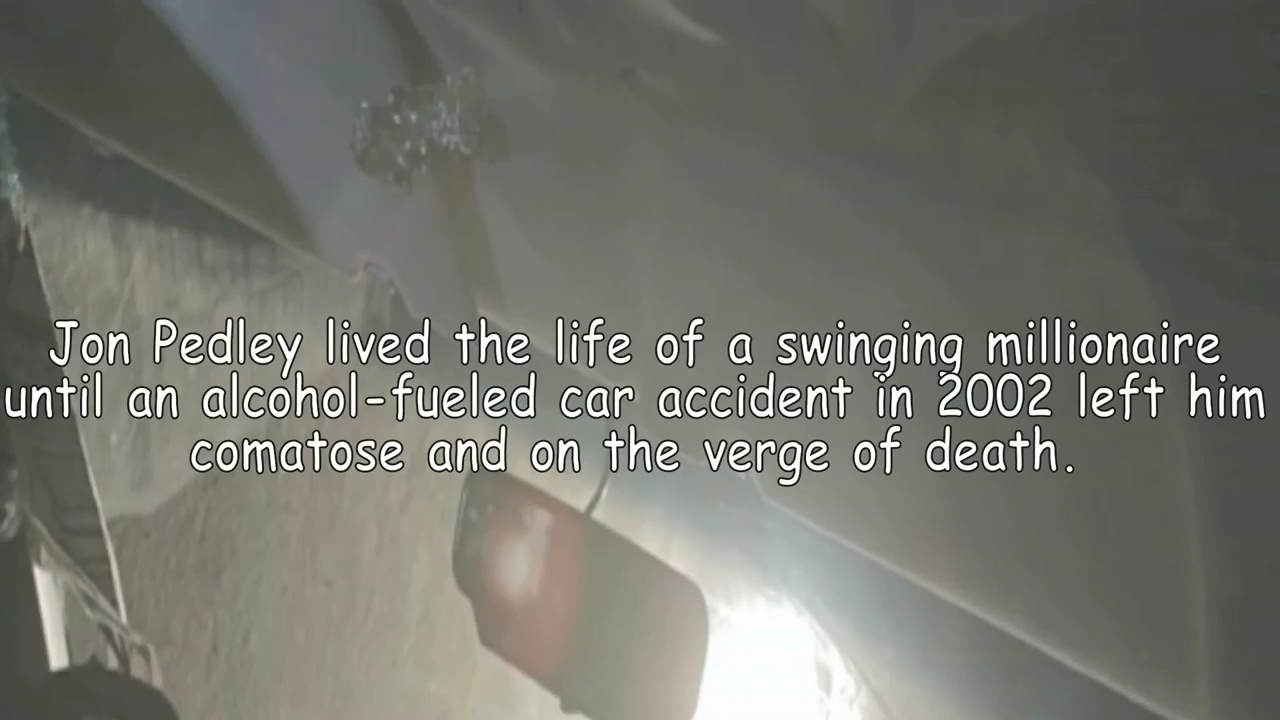 Jon Pedley lived the life of a swinging millionaire
until an alcohol-fueled car accident in 2002 left him
comatose and on the verge of death.